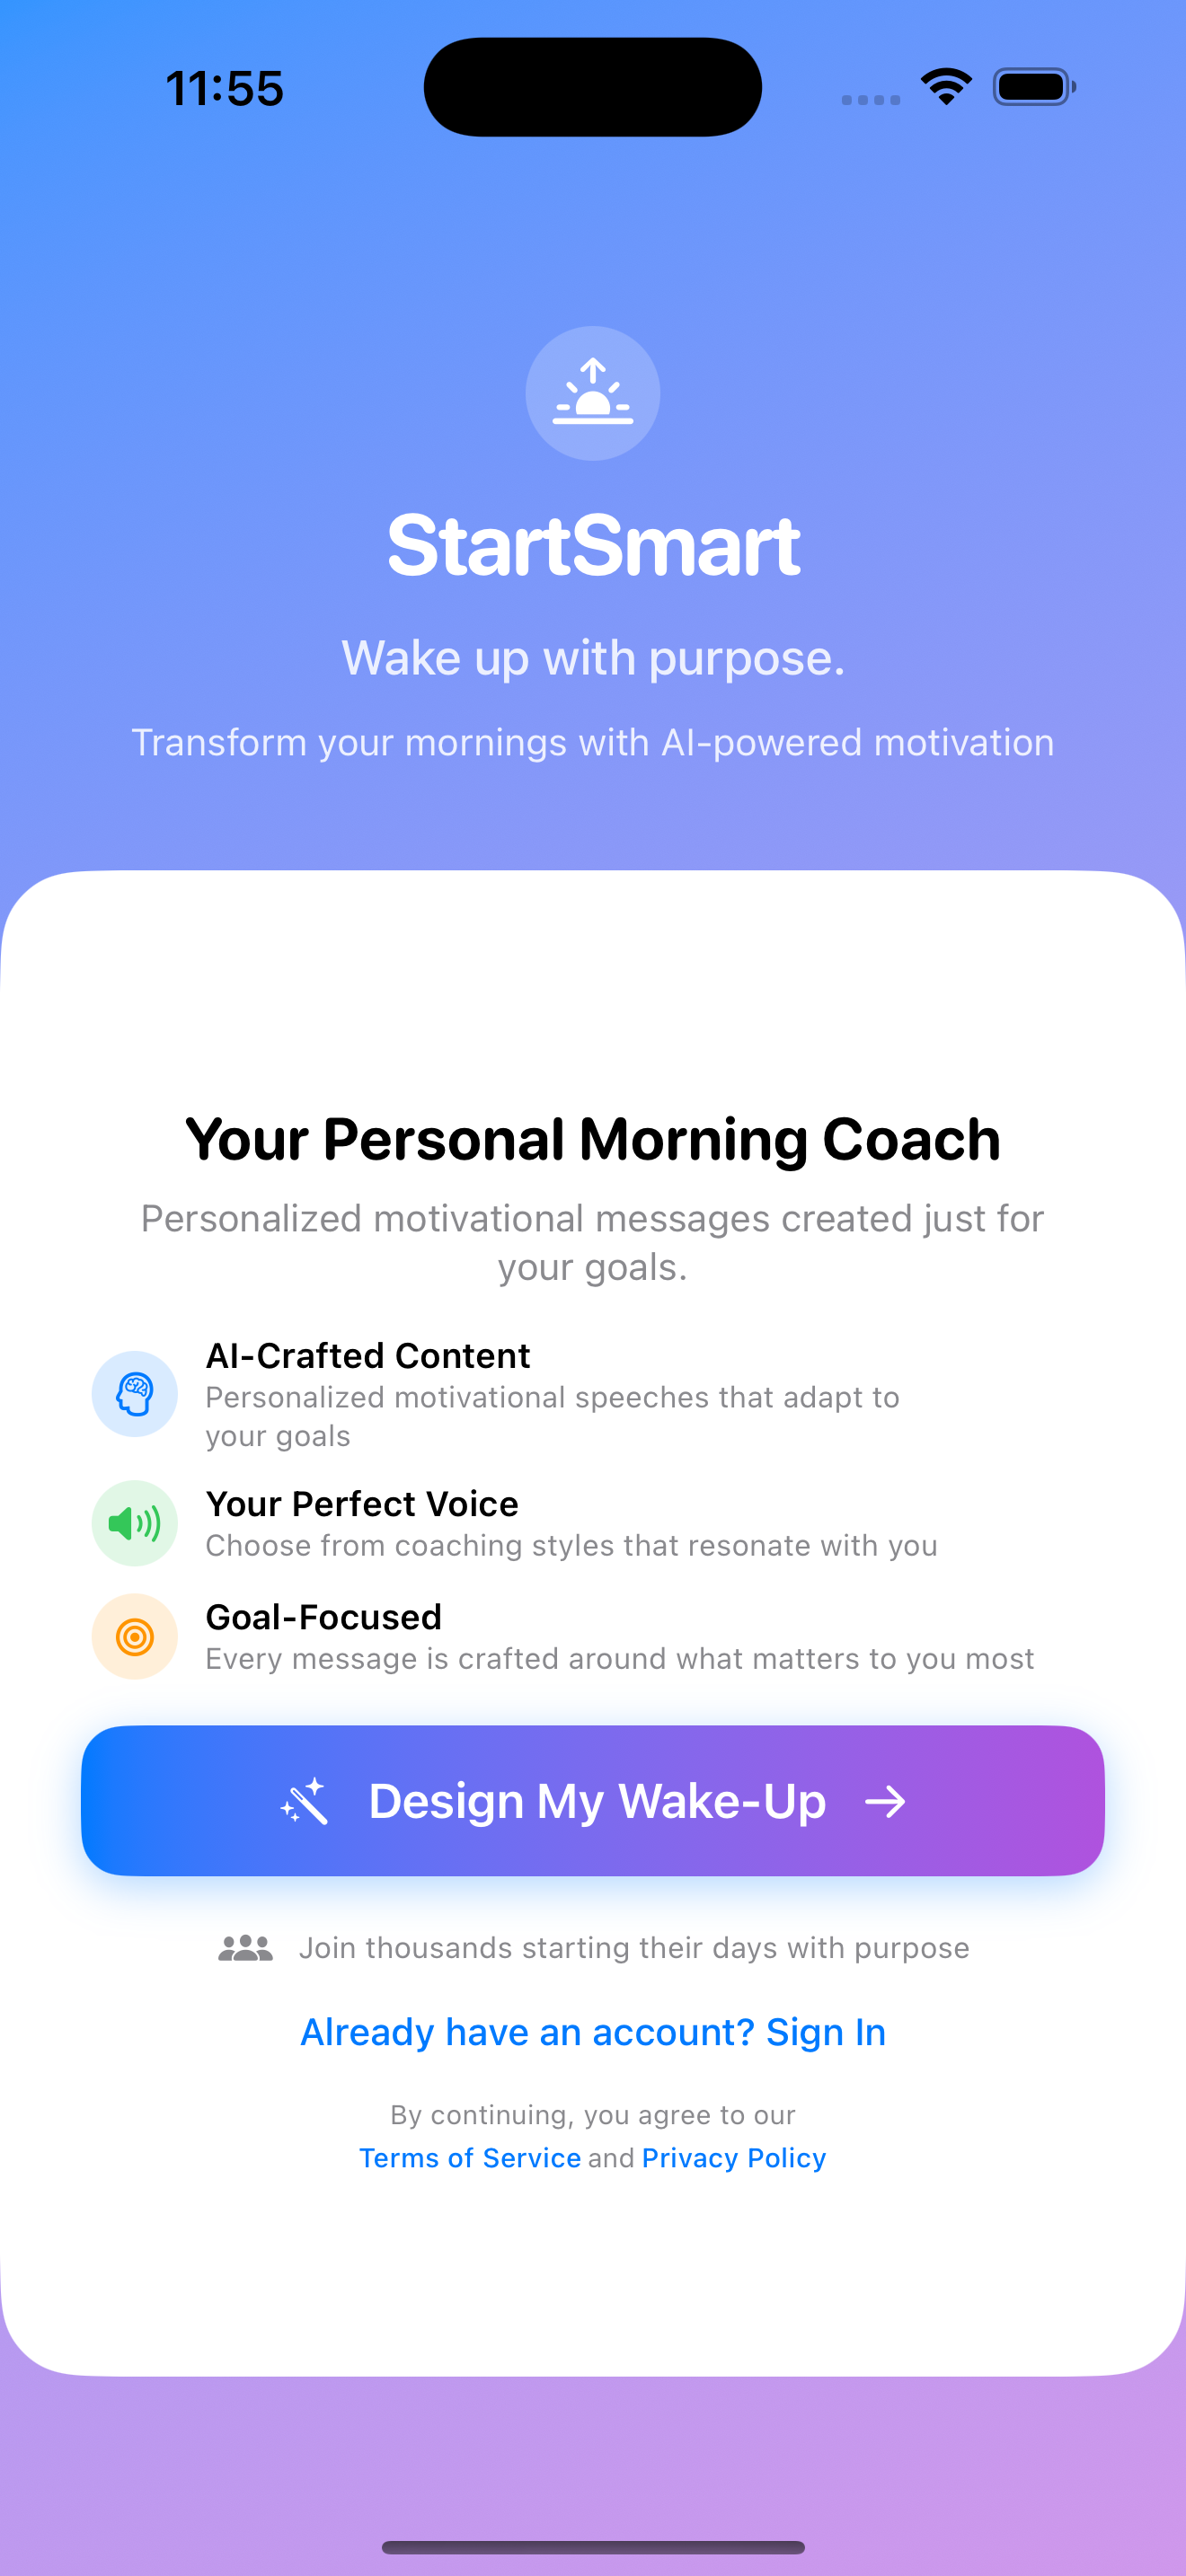 11:55
StartSmart
Wake up with purpose.
Transform your mornings with AI-powered motivation
Your Personal Morning Coach
Personalized motivational messages created just for
your goals.
AI-Crafted Content
Personalized motivational speeches that adapt to
your goals
Your Perfect Voice
Choose from coaching styles that resonate with you
Goal-Focused
Every message is crafted around what matters to you most
Design My Wake-Up
Join thousands starting their days with purpose
Already have an account? Sign In
By continuing, you agree to our
Terms of Service and Privacy Policy